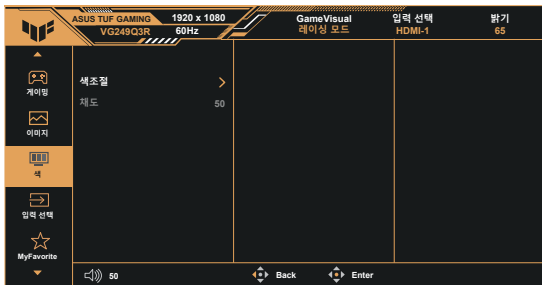 ASUS TUF GAMING 1920 x 1080
VG249Q3R 60Hz
GameVisual
레이싱 모드
입력 선택
HDMI-1
밝기
65
게이밍
이미지
색
입력 선택
MyFavorite
색조절
채도 50
50
Back
Enter